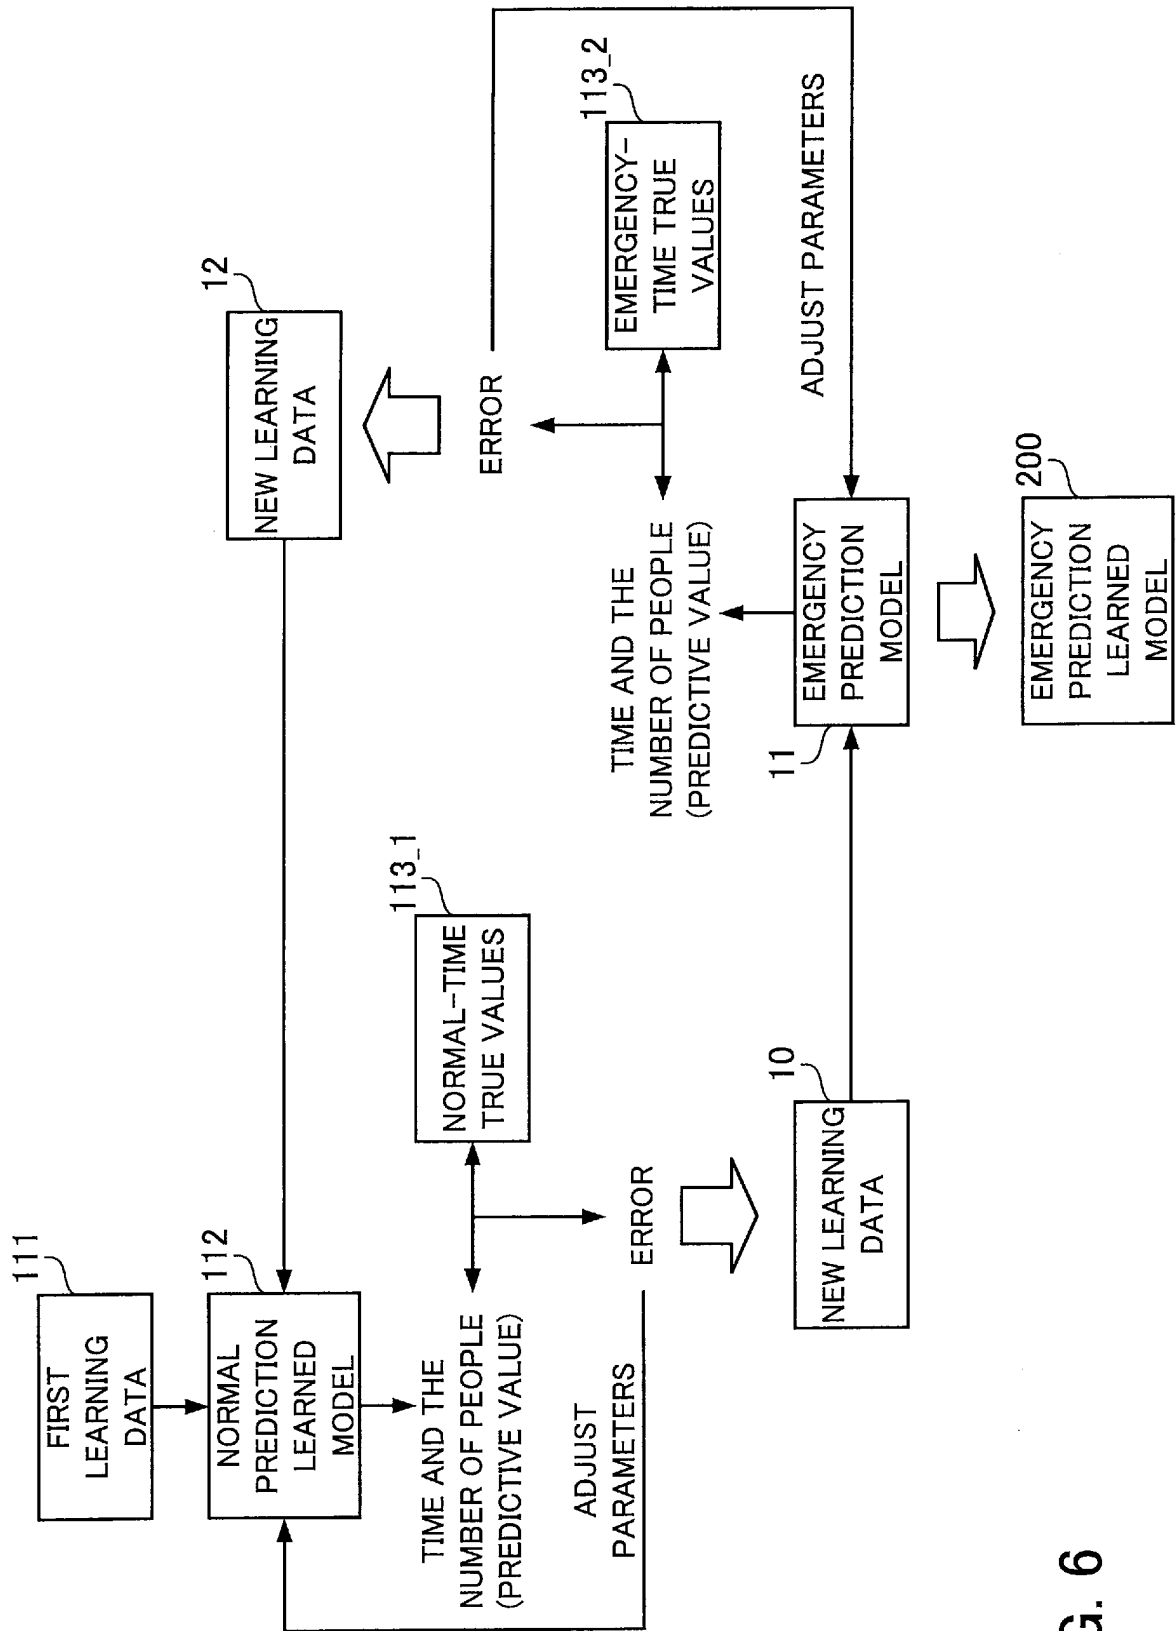 111
FIRST
LEARNING
DATA
112
NORMAL
PREDICTION
LEARNED
MODEL
TIME AND THE
NUMBER OF PEOPLE
(PREDICTIVE VALUE)
113_1
NORMAL-TIME
TRUE VALUES
ADJUST
PARAMETERS
ERROR
10
NEW LEARNING
DATA
12
NEW LEARNING
DATA
ERROR
113_2
EMERGENCY-
TIME TRUE
VALUES
TIME AND THE
NUMBER OF PEOPLE
(PREDICTIVE VALUE)
ADJUST PARAMETERS
11
EMERGENCY
PREDICTION
MODEL
200
EMERGENCY
PREDICTION
LEARNED
MODEL
G. 6